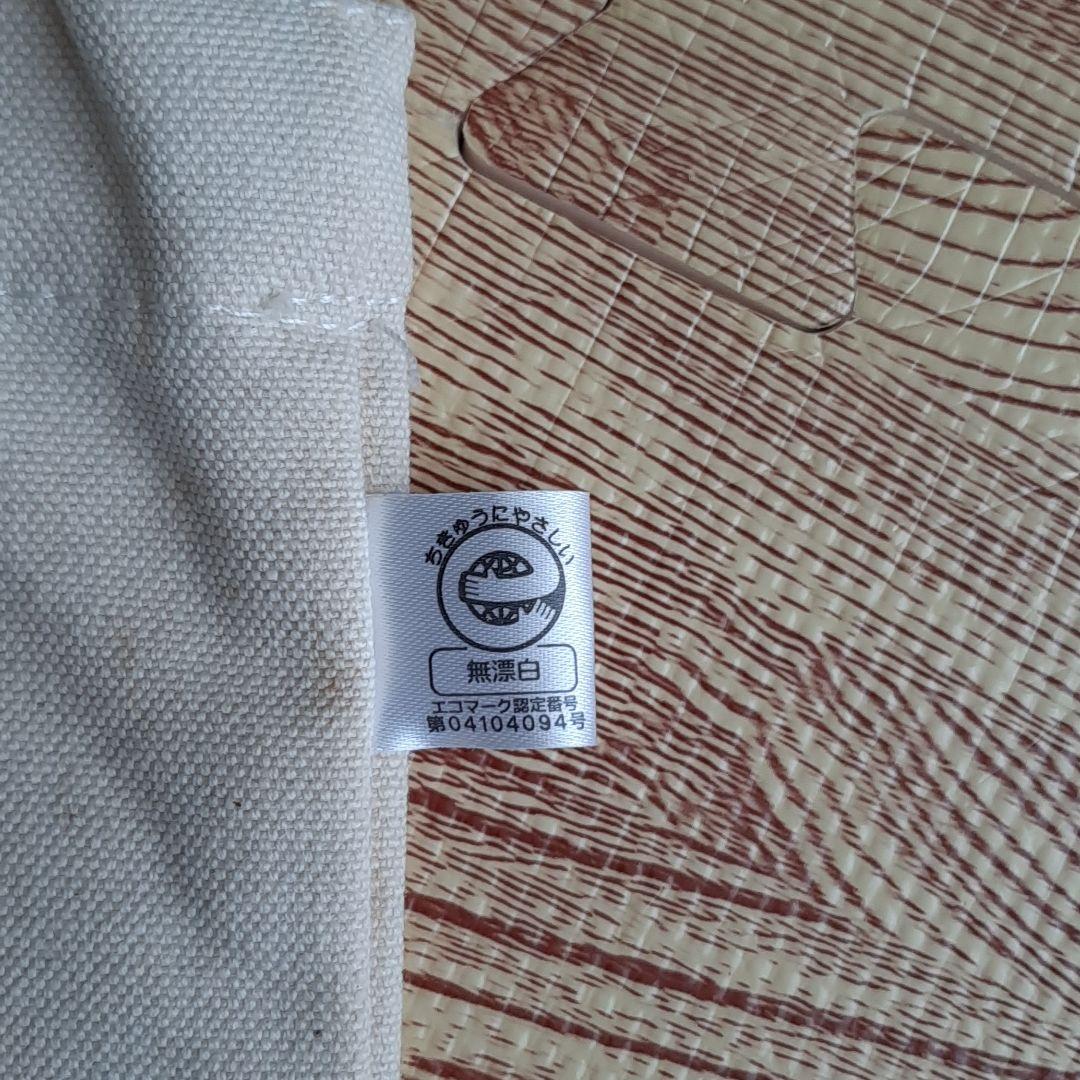 ちきゅうにやさしい
無漂白
エコマーク認定番号
第04104094号